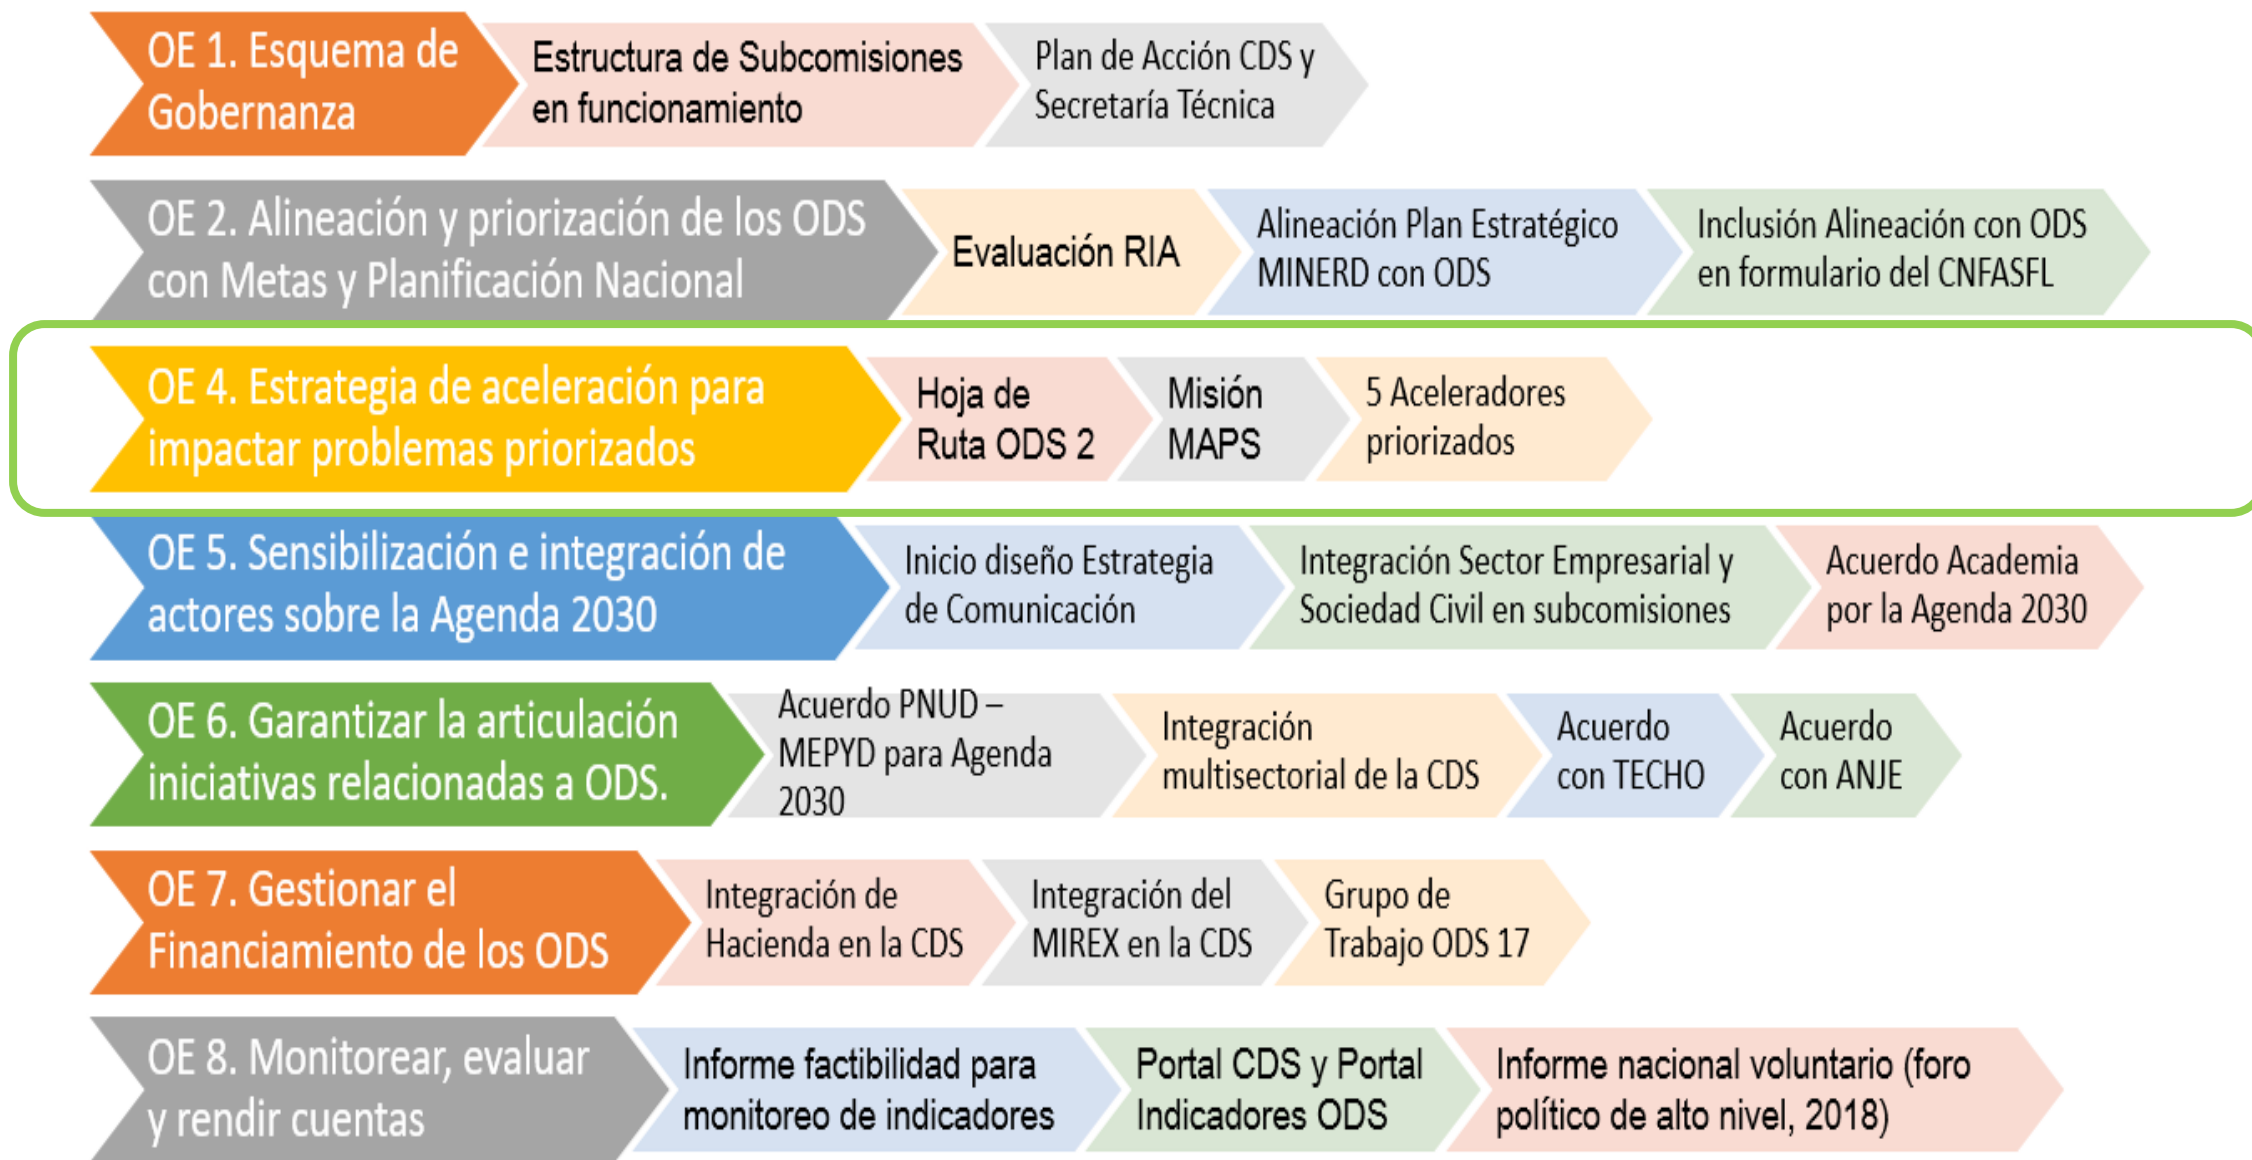 OE 1. Esquema de
Gobernanza
Estructura de Subcomisiones
en funcionamiento
Plan de Acción CDS y
Secretaría Técnica
OE 2. Alineación y priorización de los ODS
con Metas y Planificación Nacional
Evaluación RIA
Alineación Plan Estratégico
MINERD con ODS
Inclusión Alineación con ODS
en formulario del CNFASFL
OE 4. Estrategia de aceleración para
impactar problemas priorizados
Hoja de
Ruta ODS 2
Misión
MAPS
5 Aceleradores
priorizados
OE 5. Sensibilización e integración de
actores sobre la Agenda 2030
Inicio diseño Estrategia
de Comunicación
Integración Sector Empresarial y
Sociedad Civil en subcomisiones
Acuerdo Academia
por la Agenda 2030
OE 6. Garantizar la articulación
iniciativas relacionadas a ODS.
Acuerdo PNUD –
MEPYD para Agenda
2030
Integración
multisectorial de la CDS
Acuerdo
con TECHO
Acuerdo
con ANJE
OE 7. Gestionar el
Financiamiento de los ODS
Integración de
Hacienda en la CDS
Integración del
MIREX en la CDS
Grupo de
Trabajo ODS 17
OE 8. Monitorear, evaluar
y rendir cuentas
Informe factibilidad para
monitoreo de indicadores
Portal CDS y Portal
Indicadores ODS
Informe nacional voluntario (foro
político de alto nivel, 2018)